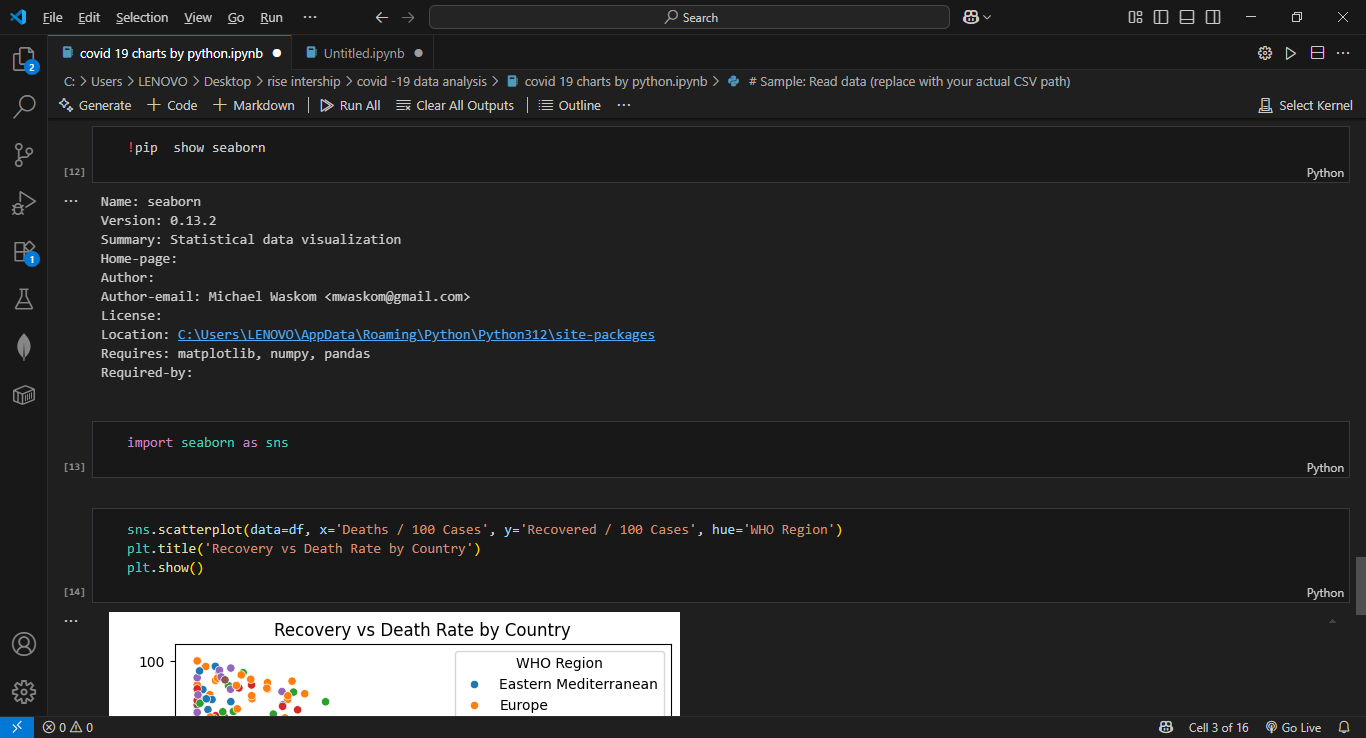 File Edit Selection View Go Run ··· Search
covid 19 charts by python.ipynb Untitled.ipynb
C: > Users > LENOVO > Desktop > rise intership > covid -19 data analysis > covid 19 charts by python.ipynb > # Sample: Read data (replace with your actual CSV path)
Generate + Code + Markdown Run All Clear All Outputs Outline ··· Select Kernel
2
!pip  show seaborn
[12] Python
Name: seaborn
Version: 0.13.2
Summary: Statistical data visualization
1
Home-page:
Author:
Author-email: Michael Waskom <mwaskom@gmail.com>
License:
Location: C:\Users\LENOVO\AppData\Roaming\Python\Python312\site-packages
Requires: matplotlib, numpy, pandas
Required-by:
import seaborn as sns
[13] Python
sns.scatterplot(data=df, x='Deaths / 100 Cases', y='Recovered / 100 Cases', hue='WHO Region')
plt.title('Recovery vs Death Rate by Country')
plt.show()
[14] Python
Recovery vs Death Rate by Country
100
WHO Region
Eastern Mediterranean
Europe
0 0 Cell 3 of 16 Go Live